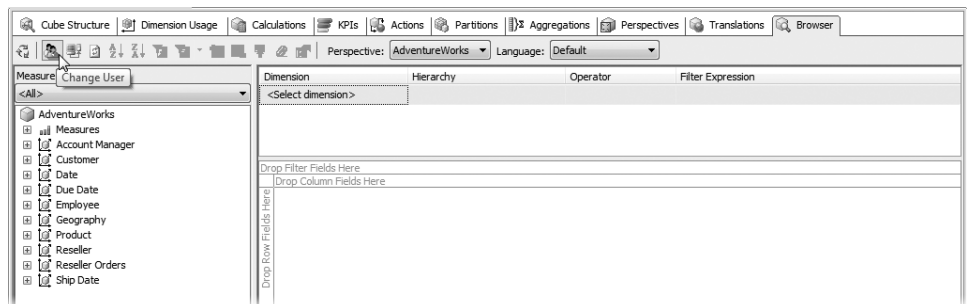 Cube Structure Dimension Usage Calculations KPIs Actions Partitions Aggregations Perspectives Translations Browser
Perspective: AdventureWorks Language: Default
Measure
Change User
<All>
AdventureWorks
Measures
Account Manager
Customer
Date
Due Date
Employee
Geography
Product
Reseller
Reseller Orders
Ship Date
Dimension Hierarchy Operator Filter Expression
<Select dimension>
Drop Filter Fields Here
Drop Column Fields Here
Drop Row Fields Here